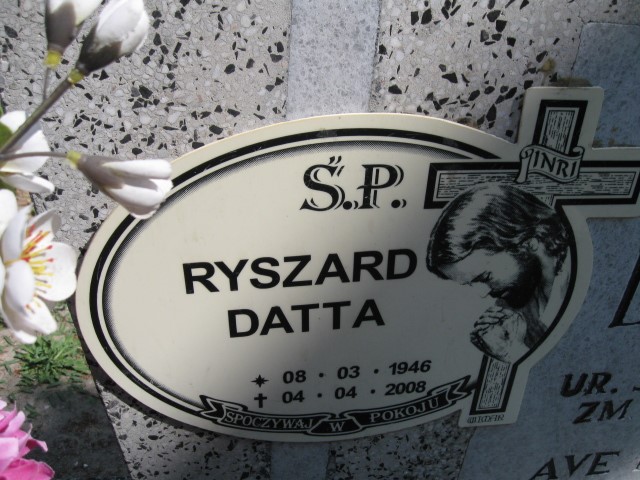 Ś.P.
INRI
RYSZARD
DATTA
08 · 03 · 1946
04 · 04 · 2008
SPOCZYWAJ W POKOJU
UR.
ZM
AVE